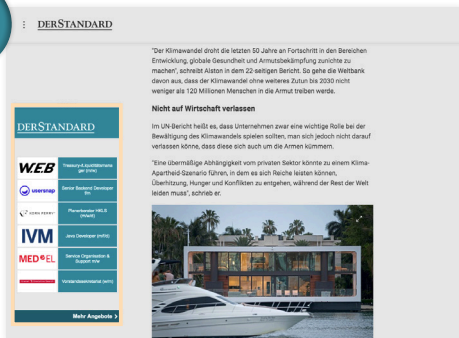 DERSTANDARD
"Der Klimawandel droht die letzten 50 Jahre an Fortschritt in den Bereichen
Entwicklung, globale Gesundheit und Armutsbekämpfung zunichte zu
machen", schreibt Alston in dem 22-seitigen Bericht. So gehe die Weltbank
davon aus, dass der Klimawandel ohne weiteres Zutun bis 2030 nicht
weniger als 120 Millionen Menschen in die Armut treiben werde.
Nicht auf Wirtschaft verlassen
Im UN-Bericht heißt es, dass Unternehmen zwar eine wichtige Rolle bei der
Bewältigung des Klimawandels spielen sollten, man sich jedoch nicht darauf
verlassen könne, dass diese sich auch um die Armen kümmern.
"Eine übermäßige Abhängigkeit vom privaten Sektor könnte zu einem Klima-
Apartheid-Szenario führen, in dem es sich Reiche leisten können,
Überhitzung, Hunger und Konflikten zu entgehen, während der Rest der Welt
leiden muss", schrieb er.
DERSTANDARD
W.E.B
usersnap
Senior Backend Developer
KORN FERRY
IVM
Java Developer (m/f/d)
MED®EL
Service Organisation &
Support m/w
Mehr Angebote >